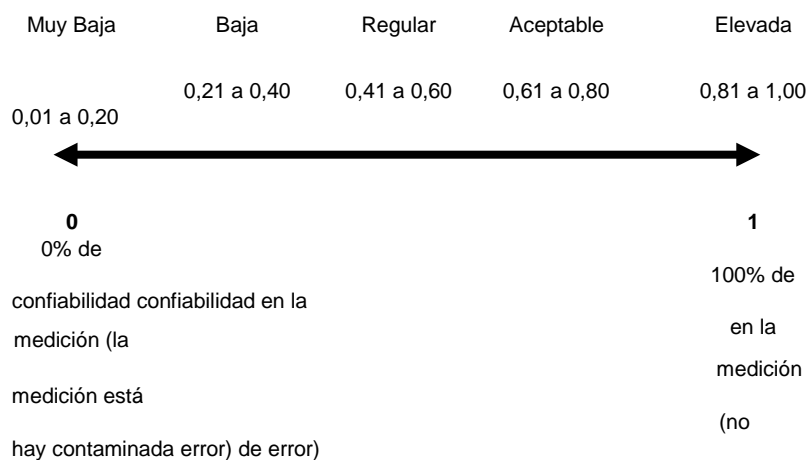 Muy Baja Baja Regular Aceptable Elevada
0,21 a 0,40 0,41 a 0,60 0,61 a 0,80 0,81 a 1,00
0,01 a 0,20
0 1
0% de
100% de
confiabilidad confiabilidad en la
en la
medición (la
medición
medición está
(no
hay contaminada error) de error)